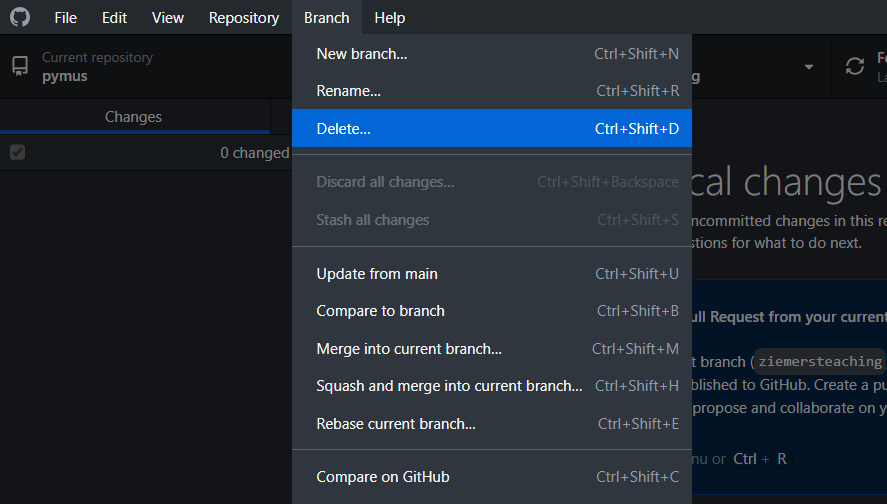 File Edit View Repository Branch Help
Current repository
pymus
Changes
0 changed
New branch... Ctrl+Shift+N
Rename... Ctrl+Shift+R
Delete... Ctrl+Shift+D
Discard all changes... Ctrl+Shift+Backspace
Stash all changes Ctrl+Shift+S
Update from main Ctrl+Shift+U
Compare to branch Ctrl+Shift+B
Merge into current branch... Ctrl+Shift+M
Squash and merge into current branch... Ctrl+Shift+H
Rebase current branch... Ctrl+Shift+E
Compare on GitHub Ctrl+Shift+C
g
cal changes
ncommitted changes in this re
stions for what to do next.
ull Request from your current
t branch ( ziemersteaching
blished to GitHub. Create a pu
propose and collaborate on y
nu or Ctrl + R